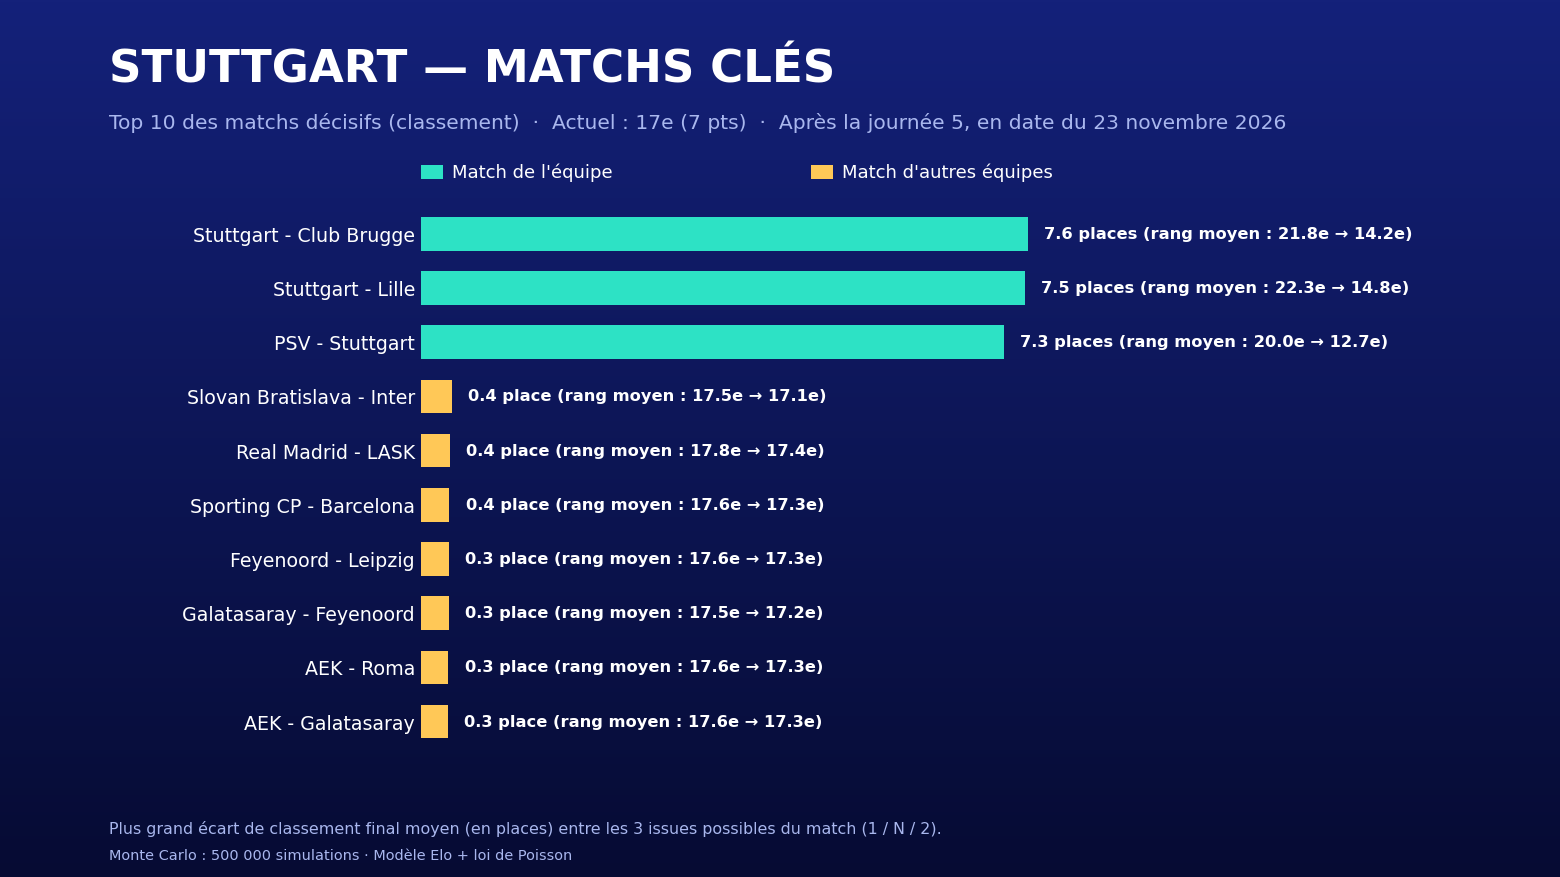 STUTTGART — MATCHS CLÉS
Top 10 des matchs décisifs (classement) · Actuel : 17e (7 pts) · Après la journée 5, en date du 23 novembre 2026
Match de l'équipe Match d'autres équipes
Stuttgart - Club Brugge 7.6 places (rang moyen : 21.8e → 14.2e)
Stuttgart - Lille 7.5 places (rang moyen : 22.3e → 14.8e)
PSV - Stuttgart 7.3 places (rang moyen : 20.0e → 12.7e)
Slovan Bratislava - Inter 0.4 place (rang moyen : 17.5e → 17.1e)
Real Madrid - LASK 0.4 place (rang moyen : 17.8e → 17.4e)
Sporting CP - Barcelona 0.4 place (rang moyen : 17.6e → 17.3e)
Feyenoord - Leipzig 0.3 place (rang moyen : 17.6e → 17.3e)
Galatasaray - Feyenoord 0.3 place (rang moyen : 17.5e → 17.2e)
AEK - Roma 0.3 place (rang moyen : 17.6e → 17.3e)
AEK - Galatasaray 0.3 place (rang moyen : 17.6e → 17.3e)
Plus grand écart de classement final moyen (en places) entre les 3 issues possibles du match (1 / N / 2).
Monte Carlo : 500 000 simulations · Modèle Elo + loi de Poisson